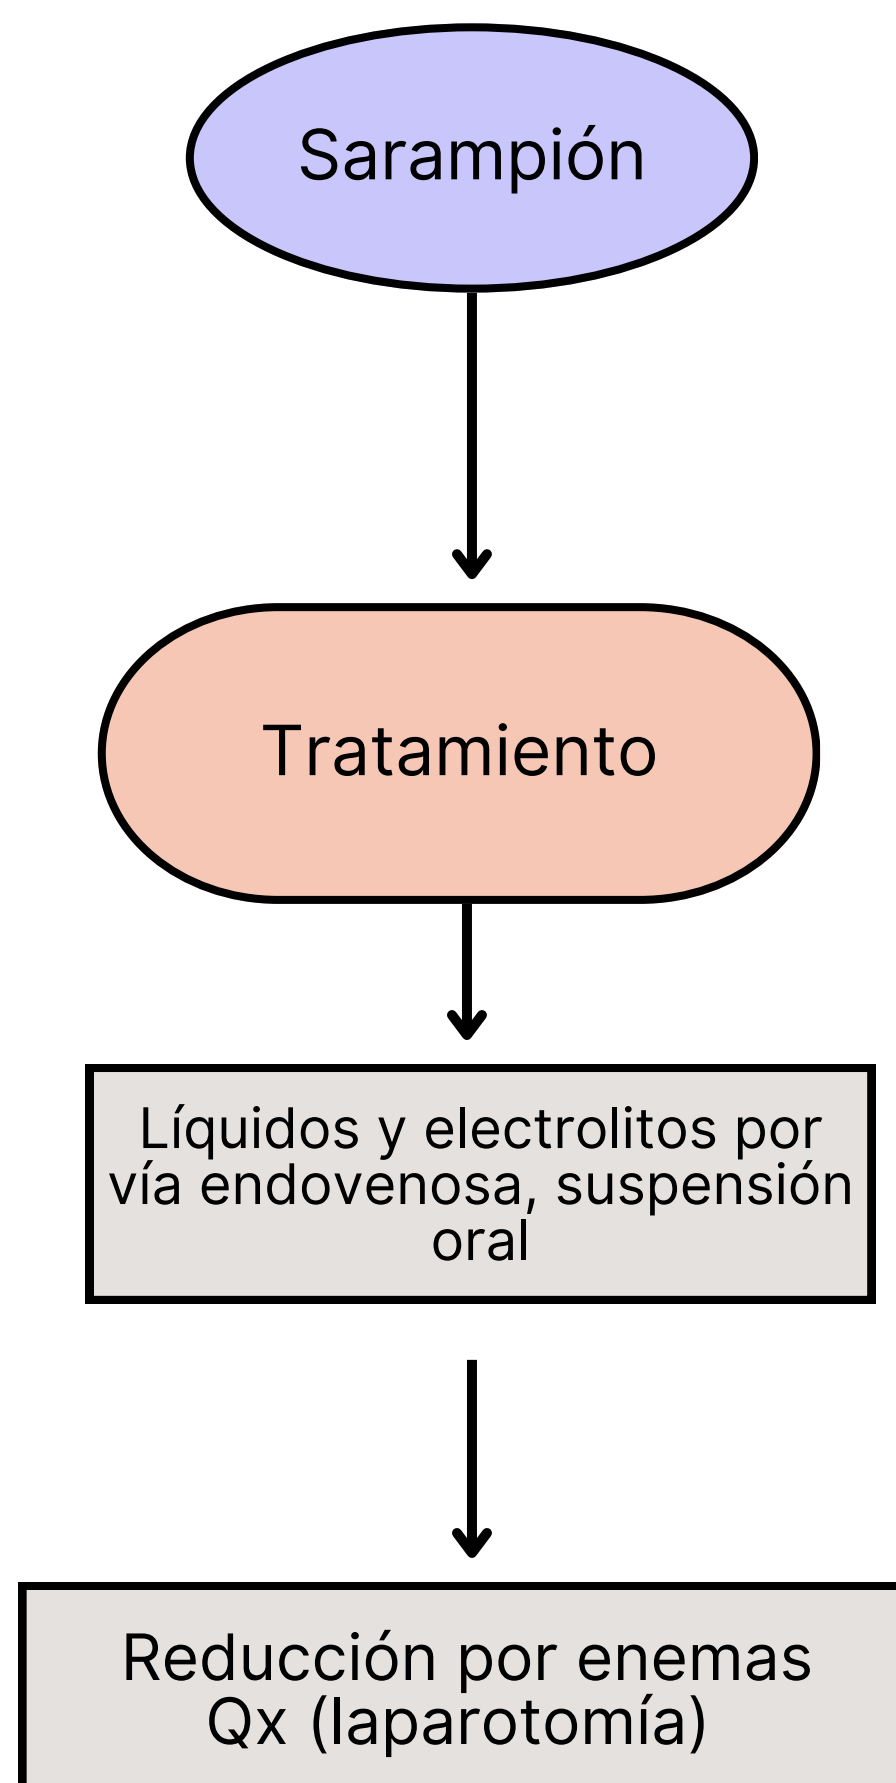 Sarampión
Tratamiento
Líquidos y electrolitos por
vía endovenosa, suspensión
oral
Reducción por enemas
Qx (laparotomía)